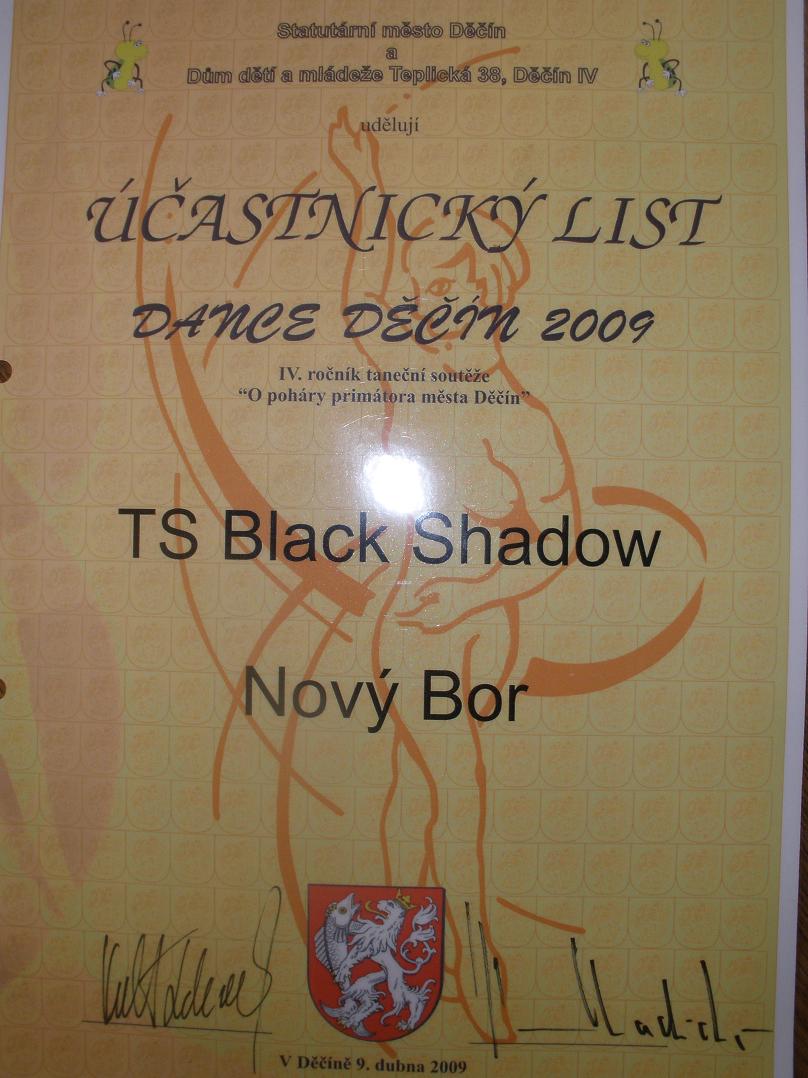 Statutární město Děčín
a
Dům dětí a mládeže Teplická 38, Děčín IV
udělují
ÚČASTNICKÝ LIST
DANCE DĚČÍN 2009
IV. ročník taneční soutěže
“O poháry primátora města Děčín”
TS Black Shadow
Nový Bor
V Děčíně 9. dubna 2009